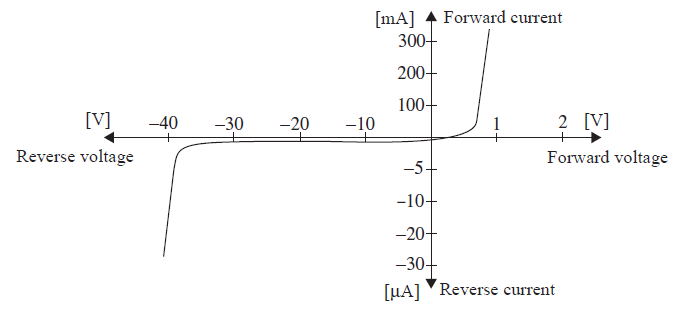 [mA] Forward current
300
200
100
[V] –40 –30 –20 –10 1 2 [V]
Reverse voltage Forward voltage
–5
–10
–20
–30
[µA] Reverse current